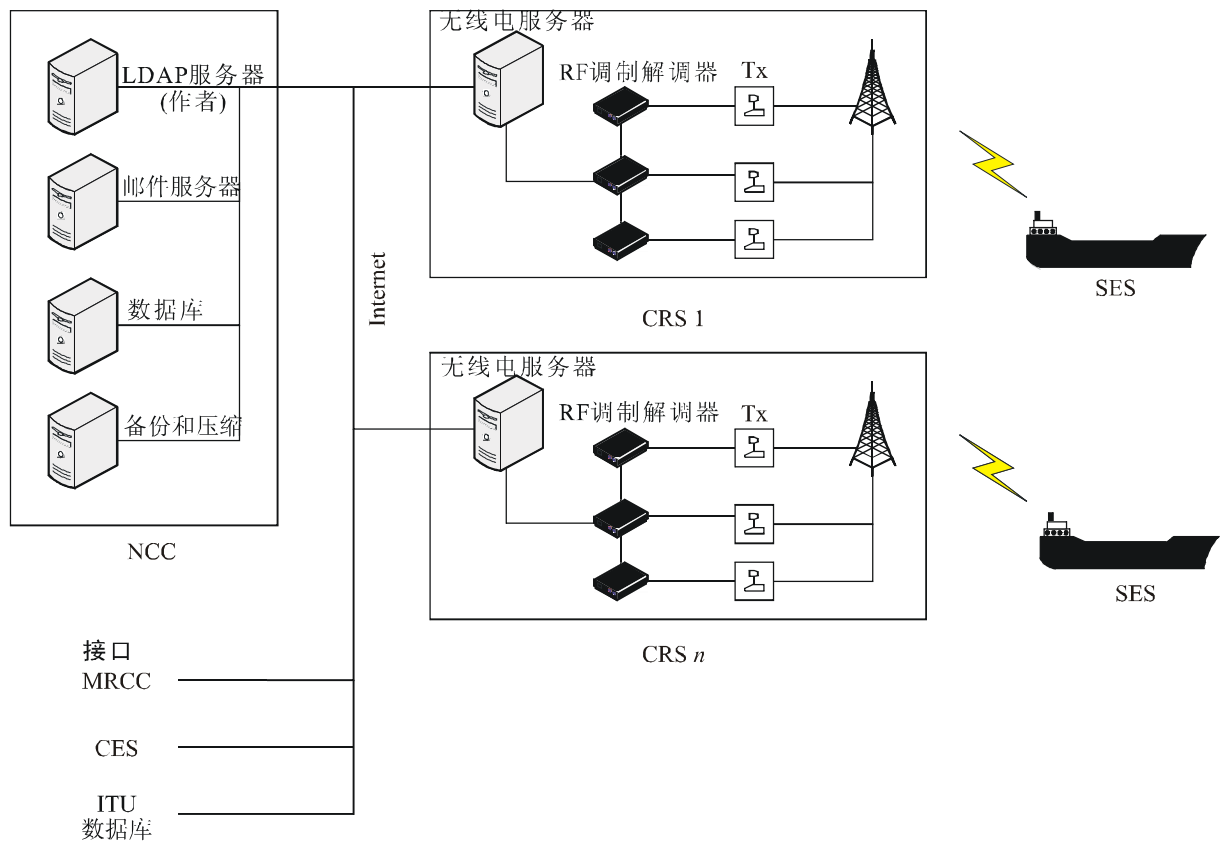 LDAP服务器
(作者)
邮件服务器
数据库
备份和压缩
NCC
Internet
无线电服务器
RF调制解调器
Tx
CRS 1
SES
无线电服务器
RF调制解调器
Tx
CRS n
SES
接口
MRCC
CES
ITU
数据库